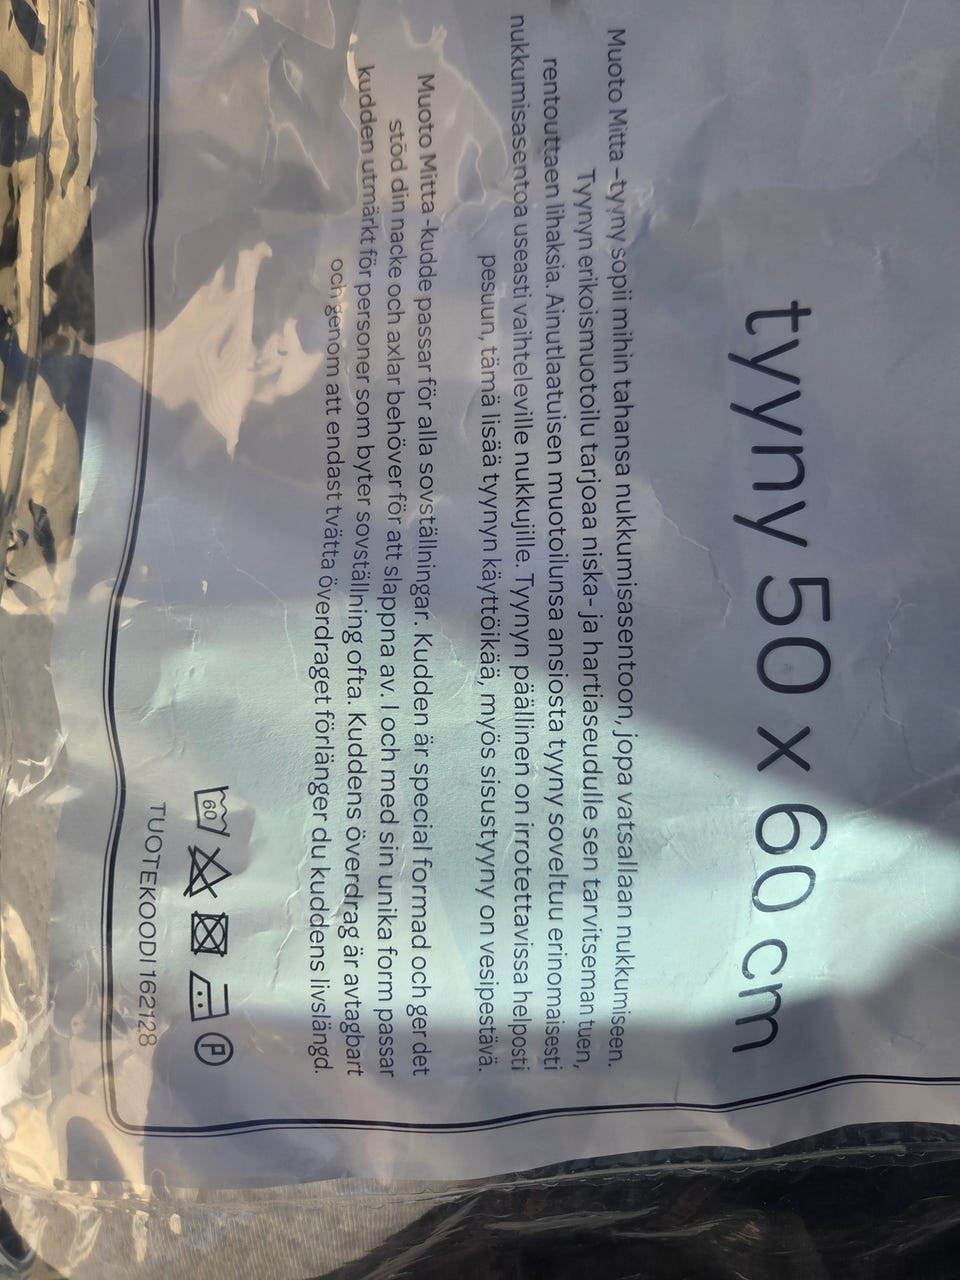 tyyny 50 x 60 cm
Muoto Mitta -tyyny sopii mihin tahansa nukkumisasentoon, jopa vatsallaan nukkumiseen.
Tyynyn erikoismuotoilu tarjoaa niska- ja hartiaseudulle sen tarvitseman tuen,
rentouttaen lihaksia. Ainutlaatuisen muotoilunsa ansiosta tyyny soveltuu erinomaisesti
nukkumisasentoa useasti vaihteleville nukkujille. Tyynyn päällinen on irrotettavissa helposti
pesuun, tämä lisää tyynyn käyttöikää, myös sisustyyny on vesipestävä.
Muoto Mitta -kudde passar för alla sovställningar. Kudden är special formad och ger det
stöd din nacke och axlar behöver för att slappna av. I och med sin unika form passar
kudden utmärkt för personer som byter sovställning ofta. Kuddens överdrag är avtagbart
och genom att endast tvätta överdraget förlänger du kuddens livslängd.
60 P
TUOTEKOODI 162128